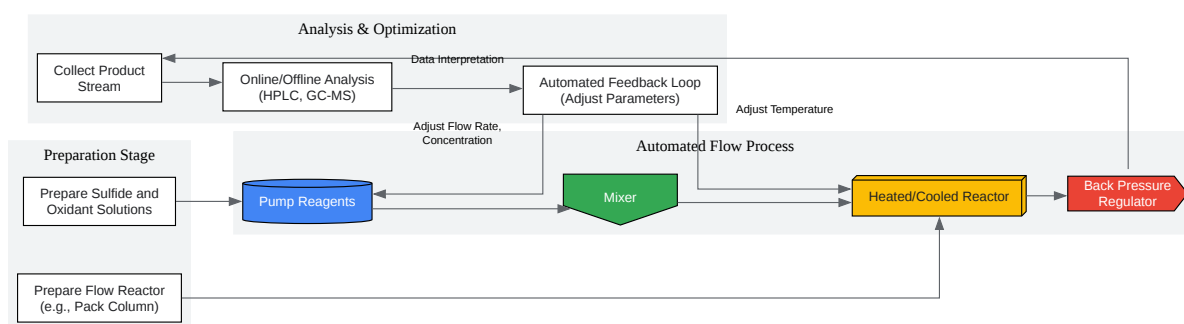 Analysis & Optimization
Collect Product
Stream
Online/Offline Analysis
(HPLC, GC-MS)
Data Interpretation
Automated Feedback Loop
(Adjust Parameters)
Adjust Flow Rate,
Concentration
Adjust Temperature
Preparation Stage
Prepare Sulfide and
Oxidant Solutions
Prepare Flow Reactor
(e.g., Pack Column)
Automated Flow Process
Pump Reagents
Mixer
Heated/Cooled Reactor
Back Pressure
Regulator